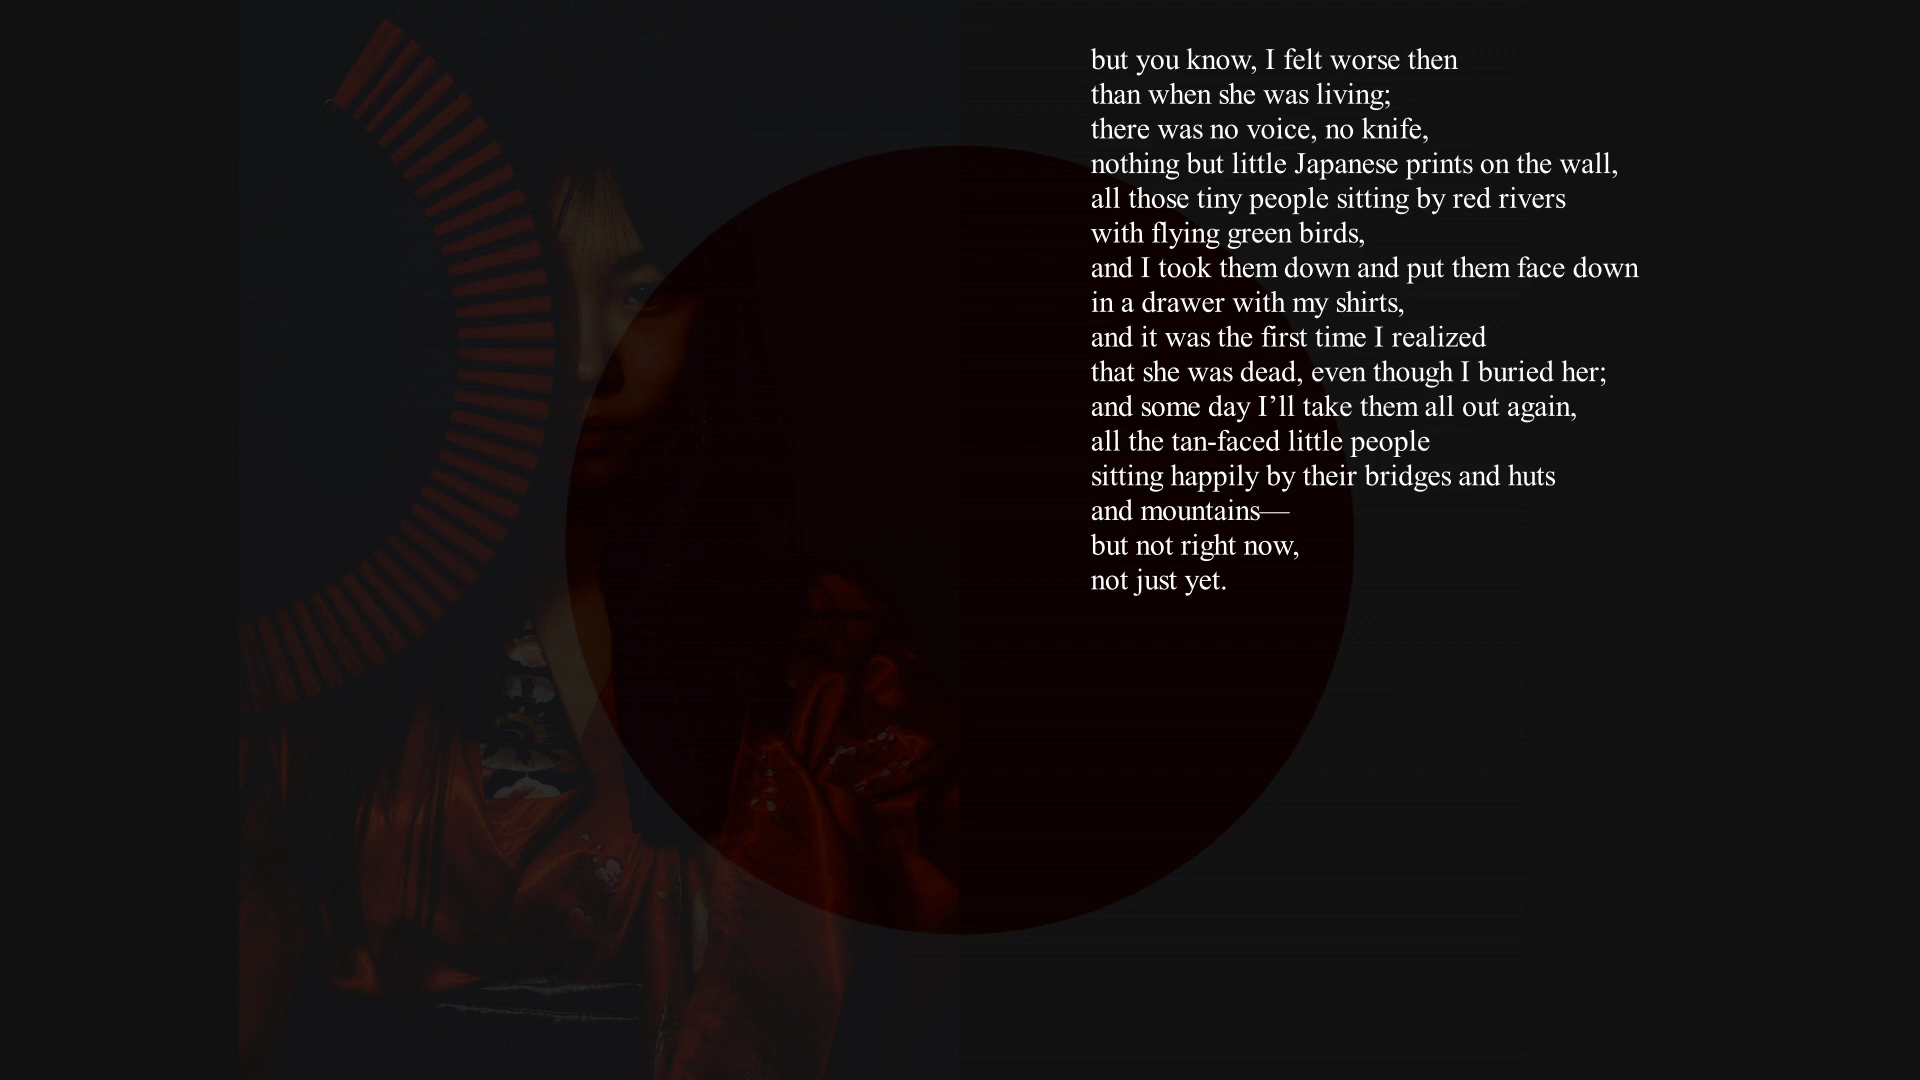 but you know, I felt worse then
than when she was living;
there was no voice, no knife,
nothing but little Japanese prints on the wall,
all those tiny people sitting by red rivers
with flying green birds,
and I took them down and put them face down
in a drawer with my shirts,
and it was the first time I realized
that she was dead, even though I buried her;
and some day I’ll take them all out again,
all the tan-faced little people
sitting happily by their bridges and huts
and mountains—
but not right now,
not just yet.